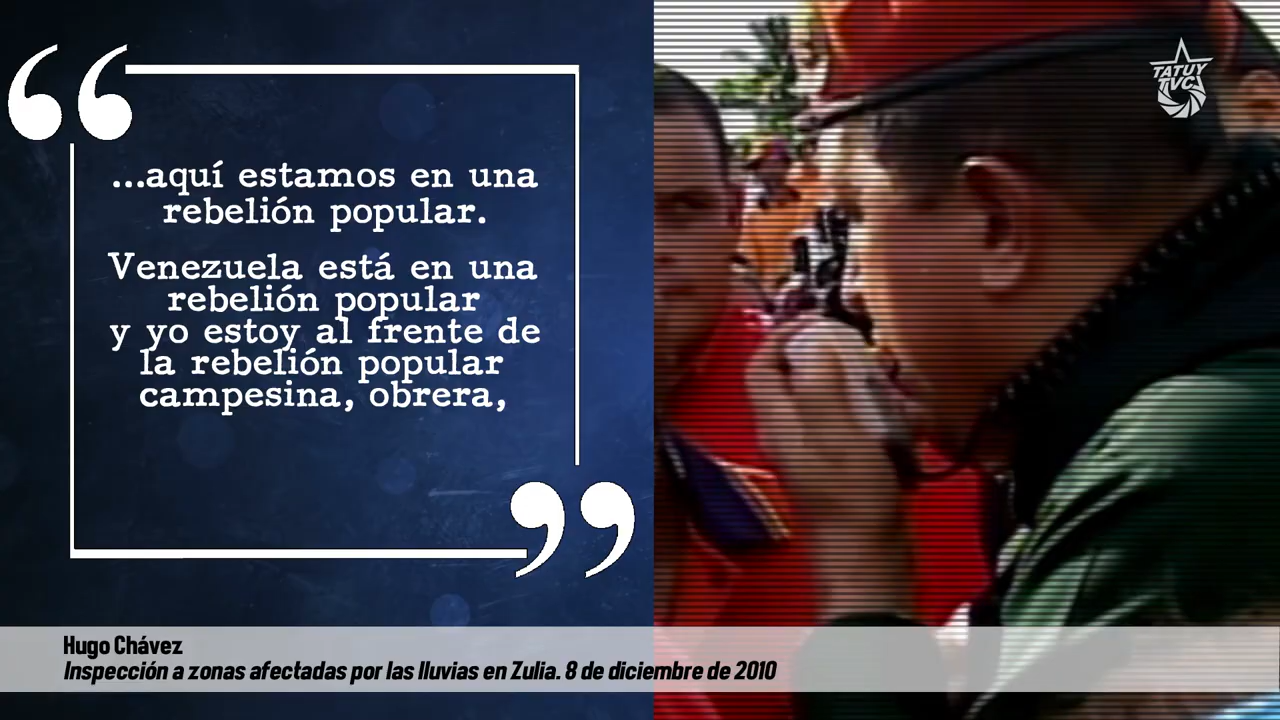 ...aquí estamos en una
rebelión popular.
Venezuela está en una
rebelión popular
y yo estoy al frente de
la rebelión popular
campesina, obrera,
TATUY
TVC
Hugo Chávez
Inspección a zonas afectadas por las lluvias en Zulia. 8 de diciembre de 2010